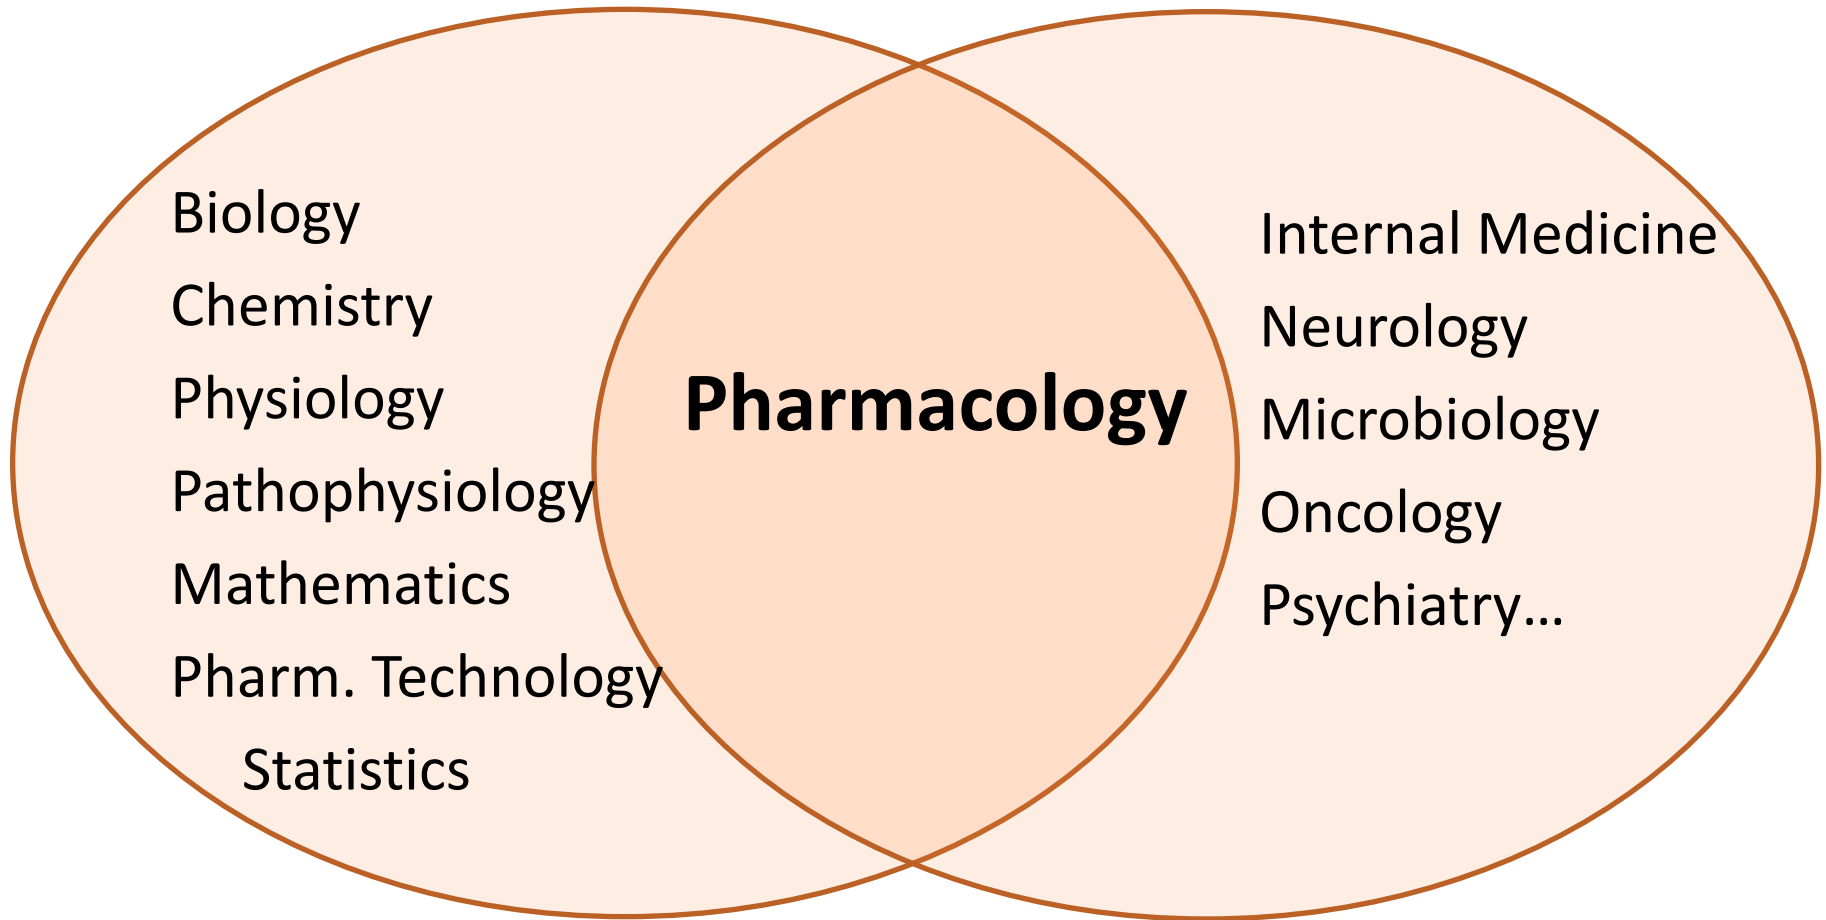 Biology
Chemistry
Physiology
Pathophysiology
Mathematics
Pharm. Technology
Statistics
Pharmacology
Internal Medicine
Neurology
Microbiology
Oncology
Psychiatry…